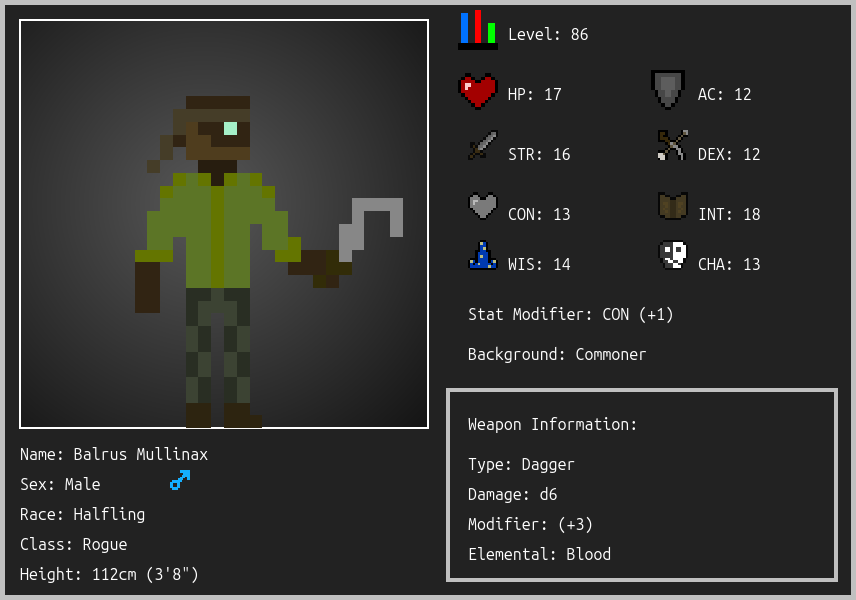 Level: 86
HP: 17
AC: 12
STR: 16
DEX: 12
CON: 13
INT: 18
WIS: 14
CHA: 13
Stat Modifier: CON (+1)
Background: Commoner
Weapon Information:
Type: Dagger
Damage: d6
Modifier: (+3)
Elemental: Blood
Name: Balrus Mullinax
Sex: Male
Race: Halfling
Class: Rogue
Height: 112cm (3'8")